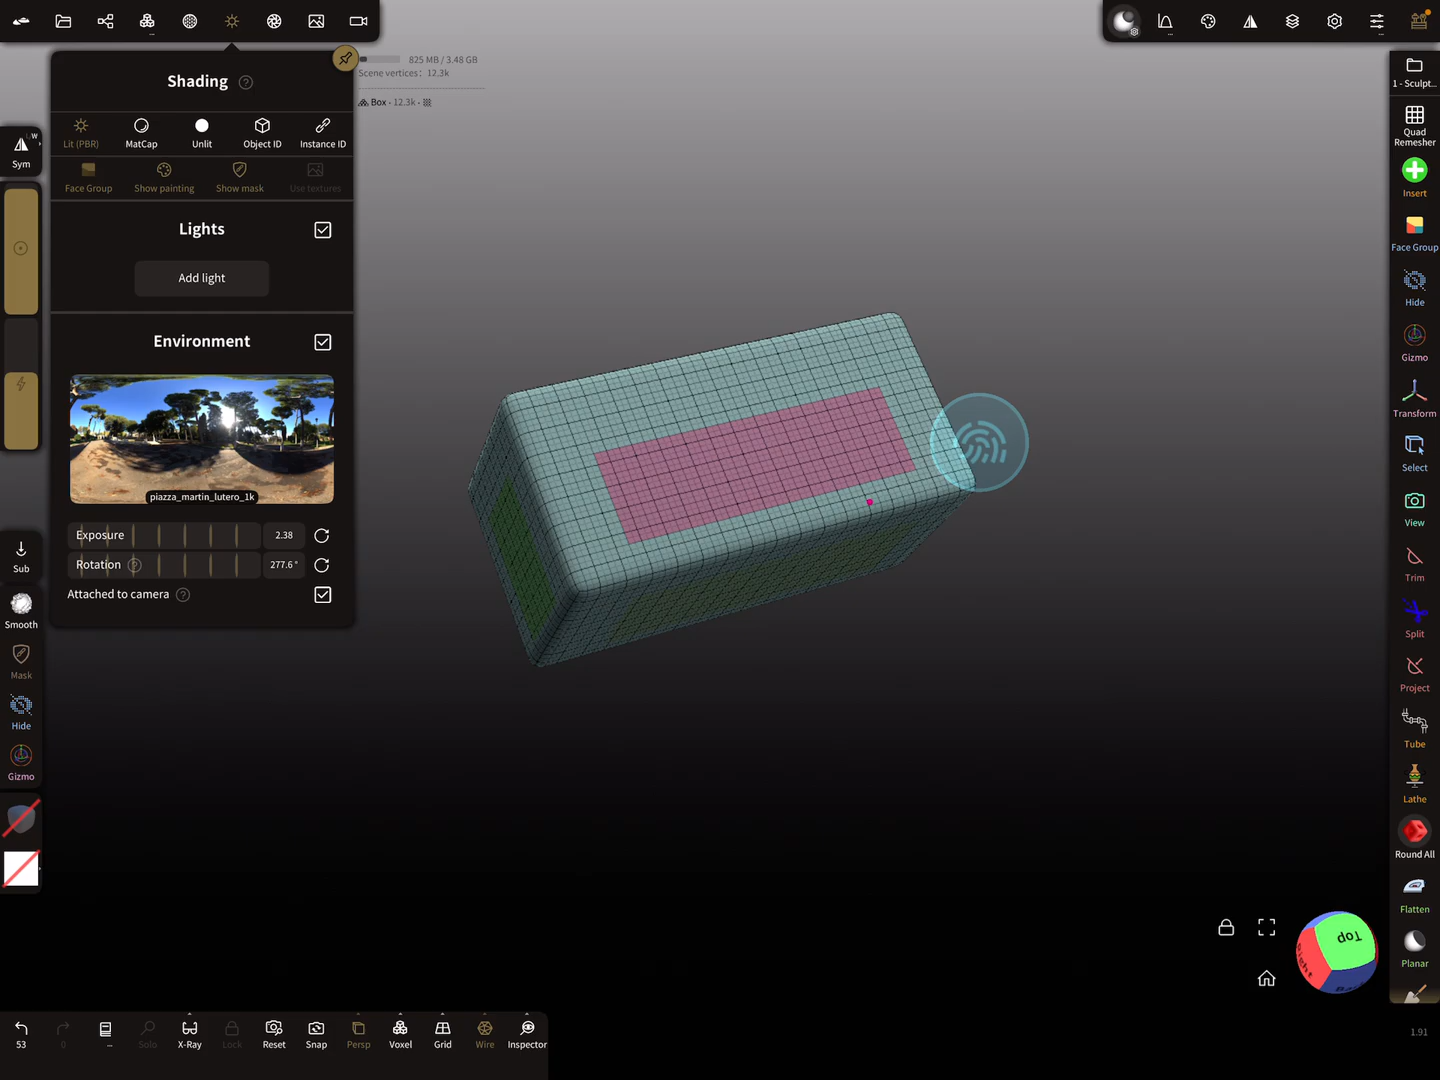 825 MB / 3.48 GB
Scene vertices: 12.3k
Box · 12.3k ·
Shading
Lit (PBR)
MatCap
Unlit
Object ID
Instance ID
Face Group
Show painting
Show mask
Use textures
Lights
Add light
Environment
piazza_martin_lutero_1k
Exposure
2.38
Rotation
277.6 °
Attached to camera
W
Sym
Sub
Smooth
Mask
Hide
Gizmo
1 - Sculpt...
Quad
Remesher
Insert
Face Group
Hide
Gizmo
Transform
Select
View
Trim
Split
Project
Tube
Lathe
Round All
Flatten
Planar
Top
Right
53
0
...
Solo
X-Ray
Lock
Reset
Snap
Persp
Voxel
Grid
Wire
Inspector
1.91